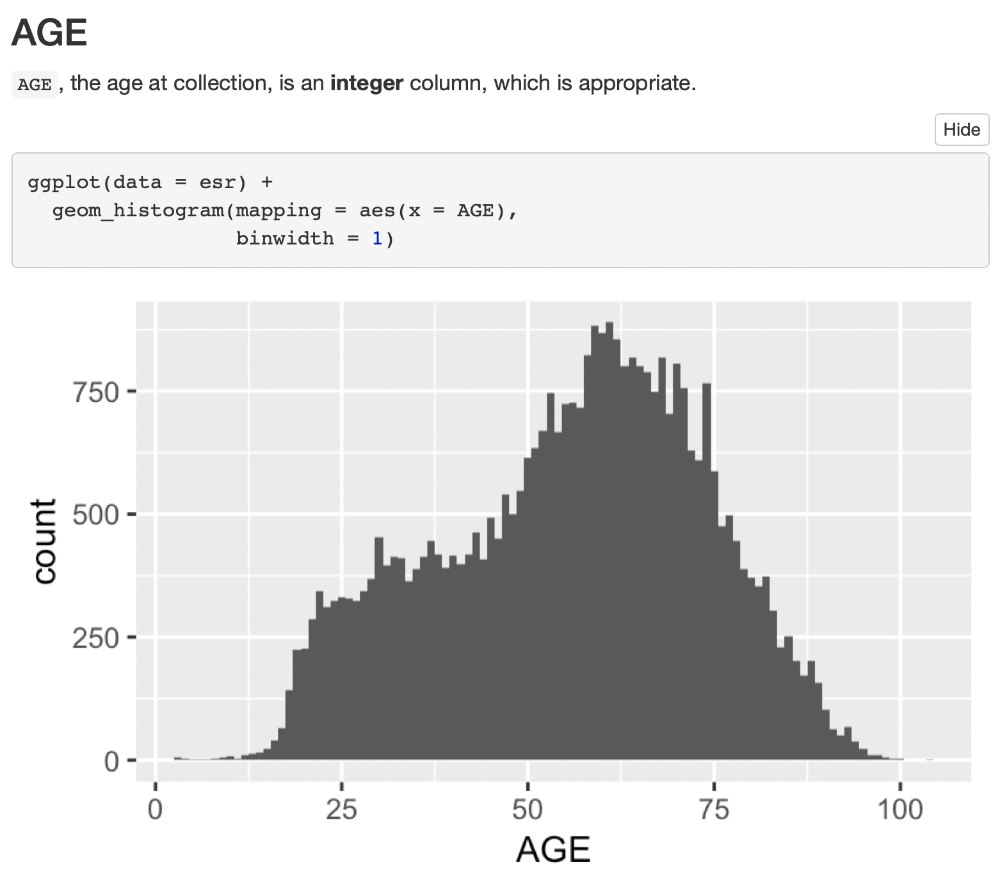 AGE
AGE, the age at collection, is an integer column, which is appropriate.
Hide
ggplot(data = esr) +
  geom_histogram(mapping = aes(x = AGE),
                 binwidth = 1)
750
500
250
0
count
0 25 50 75 100
AGE